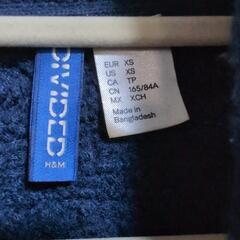 DIVIDED
H&M
EUR XS
US XS
CA TP
CN 165/84A
MX XCH
Made in
Bangladesh